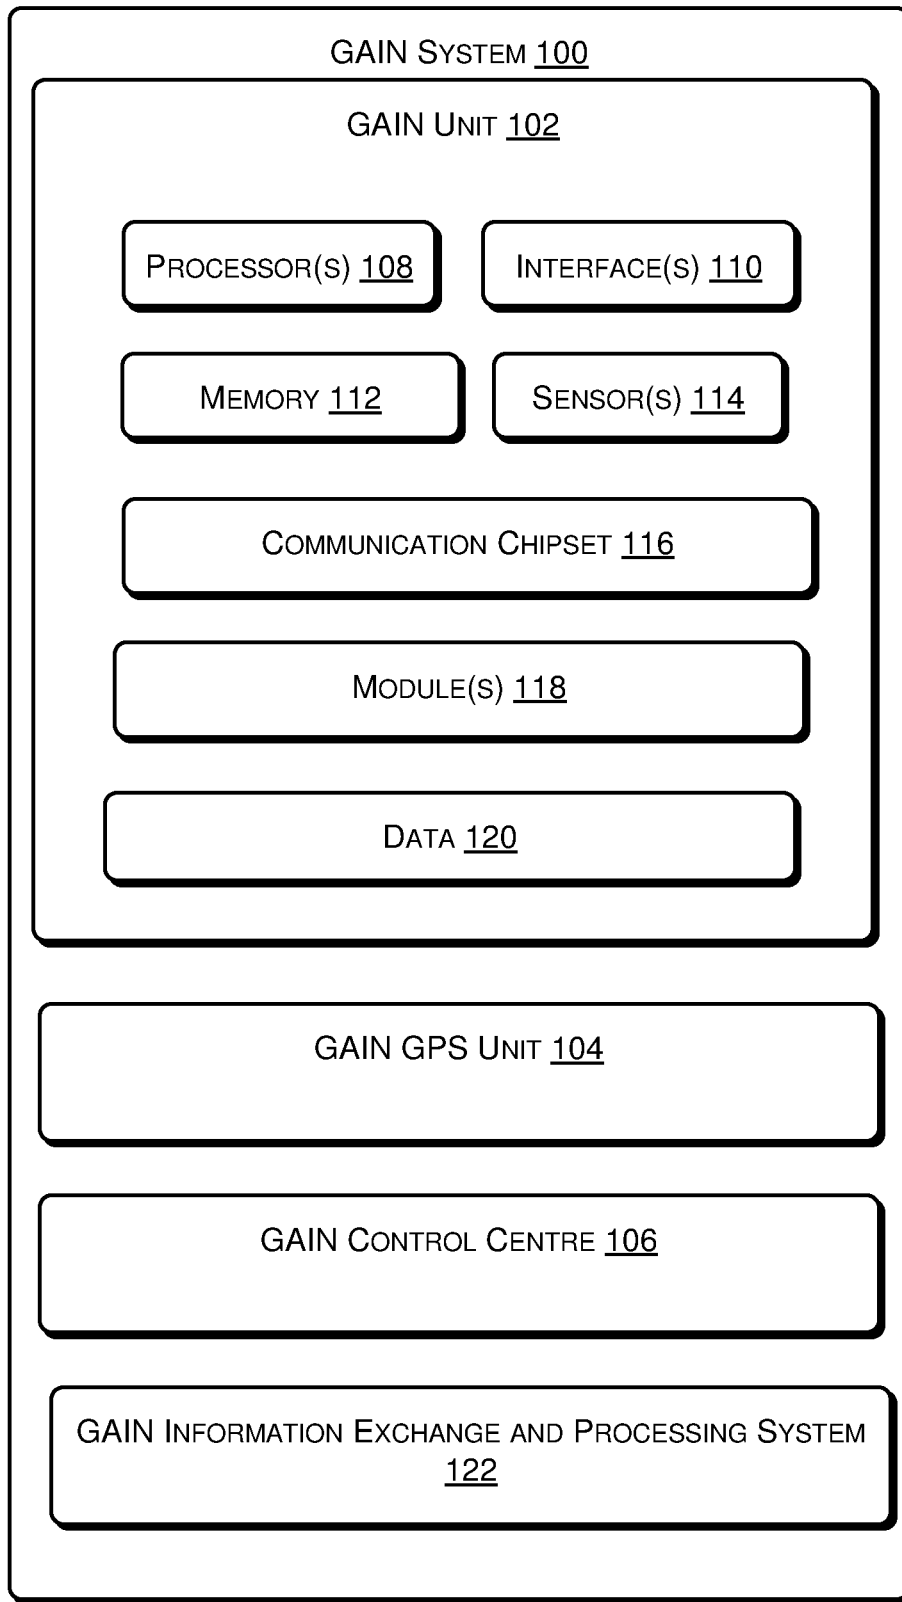 GAIN SYSTEM 100
GAIN UNIT 102
PROCESSOR(S) 108
INTERFACE(S) 110
MEMORY 112
SENSOR(S) 114
COMMUNICATION CHIPSET 116
MODULE(S) 118
DATA 120
GAIN GPS UNIT 104
GAIN CONTROL CENTRE 106
GAIN INFORMATION EXCHANGE AND PROCESSING SYSTEM
122